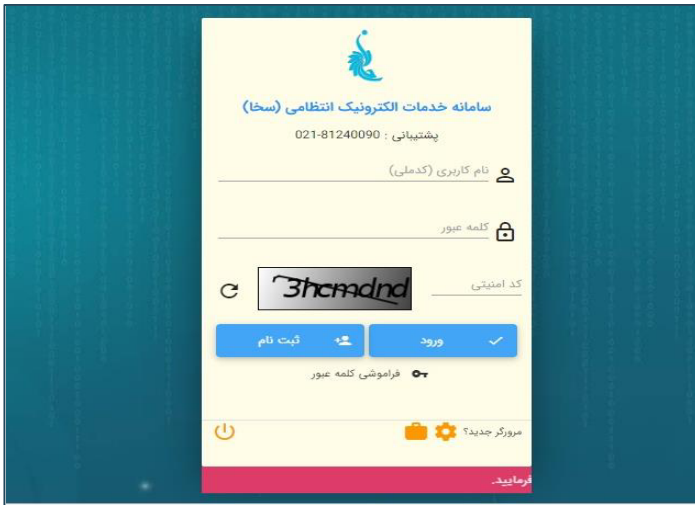 سامانه خدمات الکترونیک انتظامی (سخا)
پشتیبانی : 021-81240090
نام کاربری (کدملی)
کلمه عبور
کد امنیتی
3hcmdnd
ورود
ثبت نام
فراموشی کلمه عبور
مرورگر جدید؟
فرمایید.